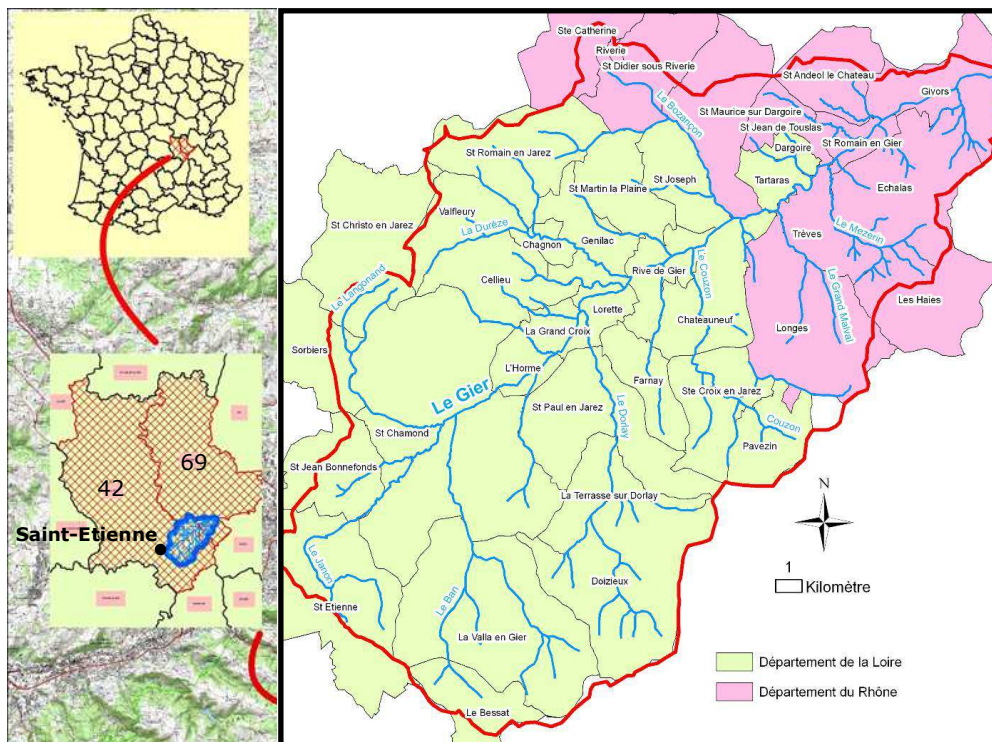 42
69
Saint-Etienne
Ste Catherine
Riverie
St Didier sous Riverie
St Andeol le Chateau
Givors
Le Bozançon
St Maurice sur Dargoire
St Jean de Touslas
Dargoire
St Romain en Gier
St Romain en Jarez
St Martin la Plaine
St Joseph
Tartaras
Echalas
Valfleury
St Christo en Jarez
La Durèze
Chagnon
Genilac
Trèves
Le Mezerin
Le Langonand
Cellieu
Rive de Gier
Le Couzon
Le Grand Malval
Les Haies
Lorette
Chateauneuf
La Grand Croix
Longes
Sorbiers
L'Horme
Le Gier
Farnay
Ste Croix en Jarez
St Paul en Jarez
Le Dorlay
Couzon
St Chamond
Pavezin
St Jean Bonnefonds
La Terrasse sur Dorlay
N
Le Janon
Le Ban
Doizieux
1
Kilomètre
St Etienne
La Valla en Gier
Le Bessat
Département de la Loire
Département du Rhône